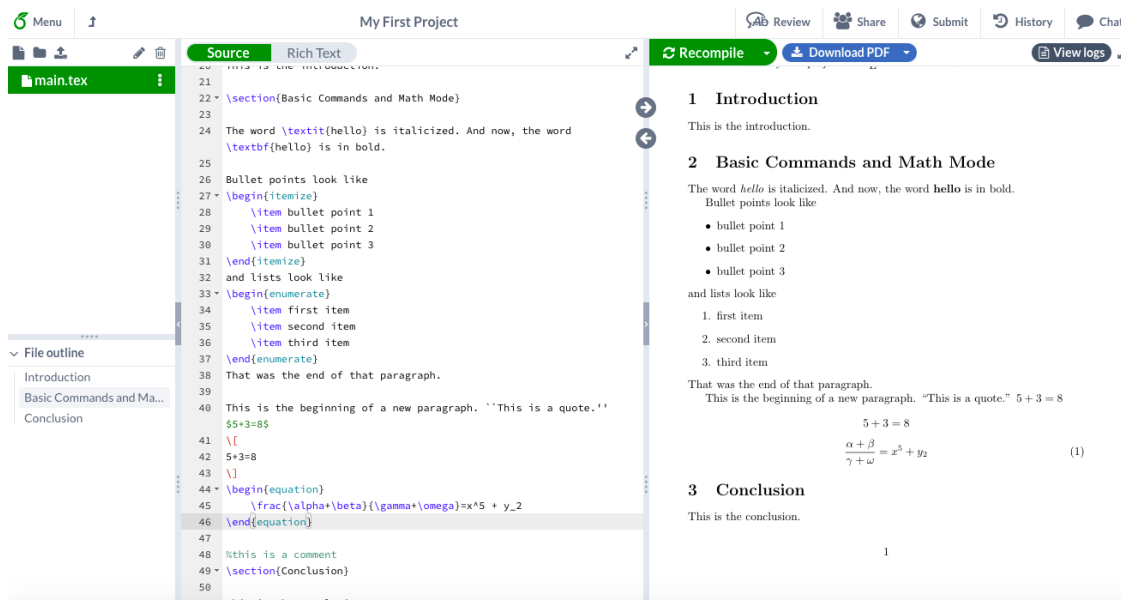 Menu
My First Project
Review
Share
Submit
History
Chat
Source
Rich Text
Recompile
Download PDF
View logs
main.tex
File outline
Introduction
Basic Commands and Ma...
Conclusion
20 This is the introduction.
21
22 \section{Basic Commands and Math Mode}
23
24 The word \textit{hello} is italicized. And now, the word
\textbf{hello} is in bold.
25
26 Bullet points look like
27 \begin{itemize}
28 \item bullet point 1
29 \item bullet point 2
30 \item bullet point 3
31 \end{itemize}
32 and lists look like
33 \begin{enumerate}
34 \item first item
35 \item second item
36 \item third item
37 \end{enumerate}
38 That was the end of that paragraph.
39
40 This is the beginning of a new paragraph. ``This is a quote.''
$5+3=8$
41 \[
42 5+3=8
43 \]
44 \begin{equation}
45 \frac{\alpha+\beta}{\gamma+\omega}=x^5 + y_2
46 \end{equation}
47
48 %this is a comment
49 \section{Conclusion}
50
1 Introduction
This is the introduction.
2 Basic Commands and Math Mode
The word hello is italicized. And now, the word hello is in bold.
Bullet points look like
• bullet point 1
• bullet point 2
• bullet point 3
and lists look like
1. first item
2. second item
3. third item
That was the end of that paragraph.
This is the beginning of a new paragraph. “This is a quote.” 5 + 3 = 8
5 + 3 = 8
α + β
γ + ω
= x⁵ + y₂ (1)
3 Conclusion
This is the conclusion.
1